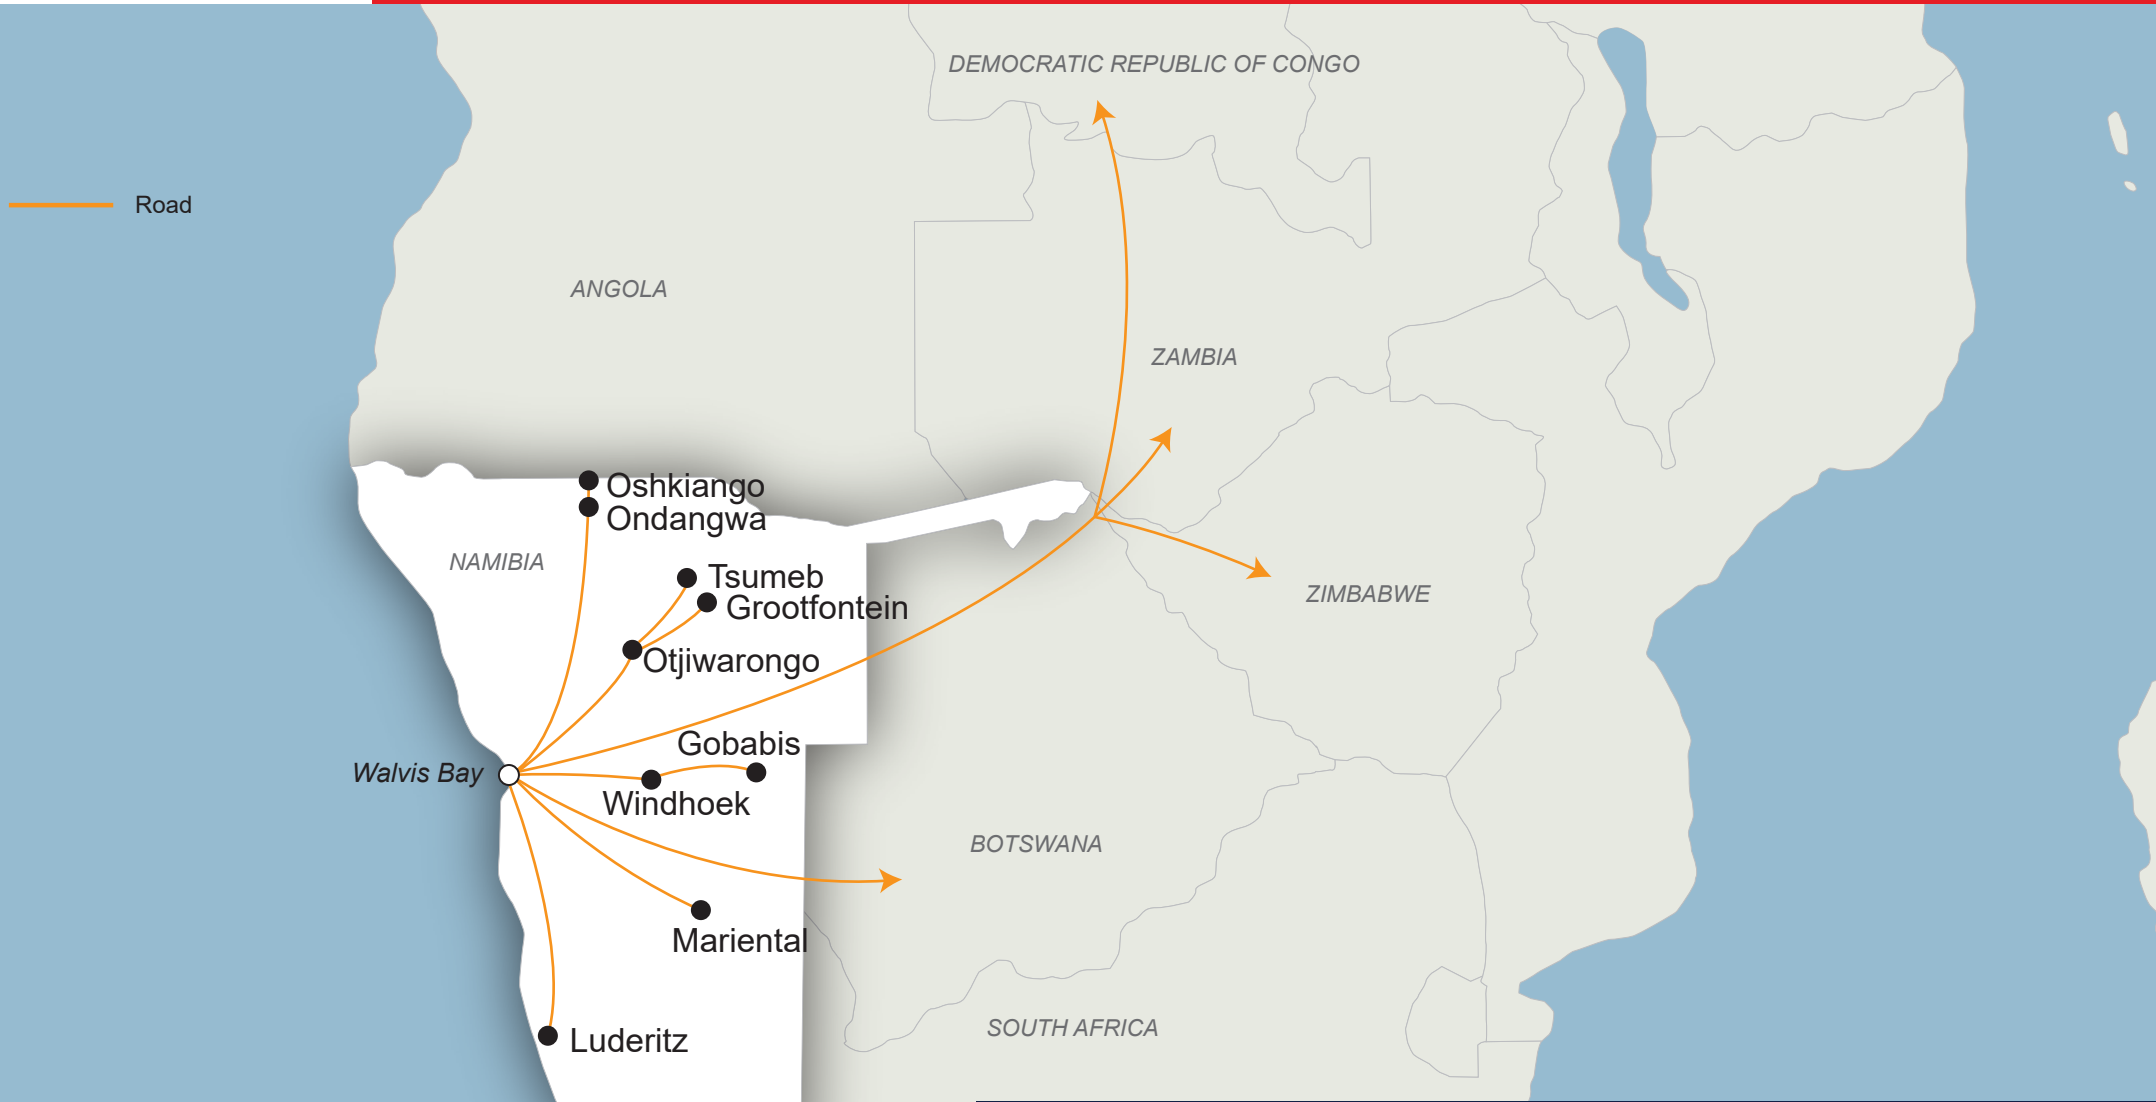 DEMOCRATIC REPUBLIC OF CONGO
Road
ANGOLA
ZAMBIA
Oshkiango
Ondangwa
NAMIBIA
Tsumeb
Grootfontein
ZIMBABWE
Otjiwarongo
Gobabis
Walvis Bay
Windhoek
BOTSWANA
Mariental
SOUTH AFRICA
Luderitz